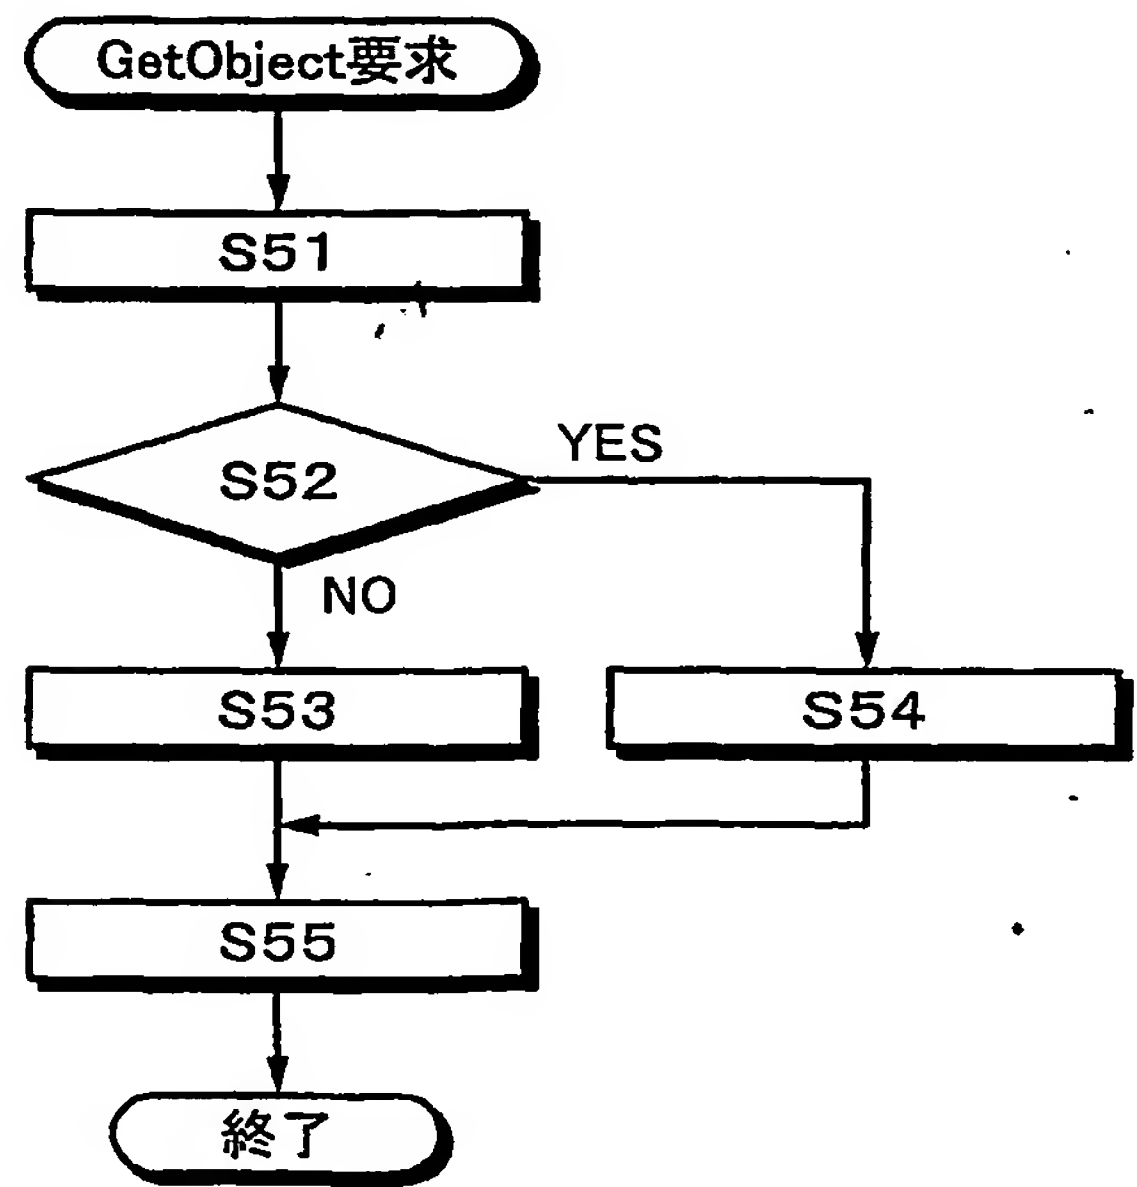 GetObject要求
S51
S52
YES
NO
S53
S54
S55
終了